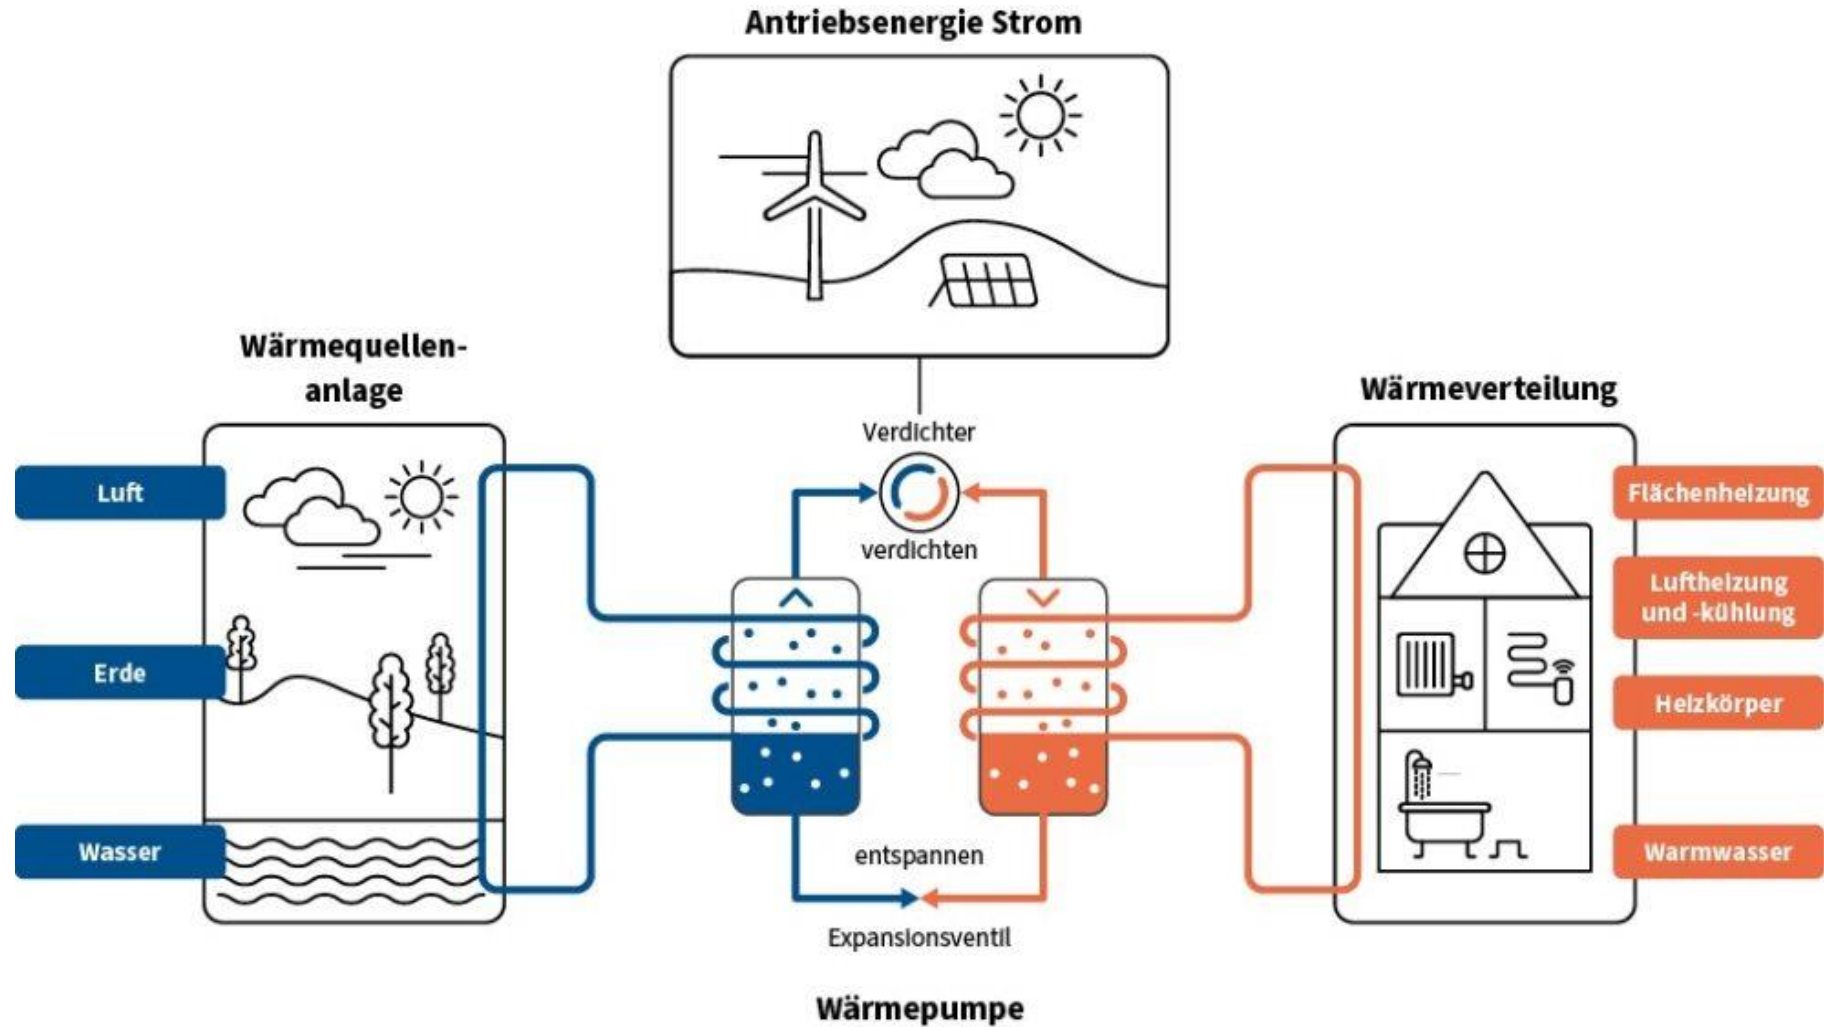 Antriebsenergie Strom
Wärmequellen-
anlage
Wärmeverteilung
Verdichter
Luft
Flächenheizung
verdichten
Luftheizung
und -kühlung
Erde
Heizkörper
Wasser
entspannen
Warmwasser
Expansionsventil
Wärmepumpe